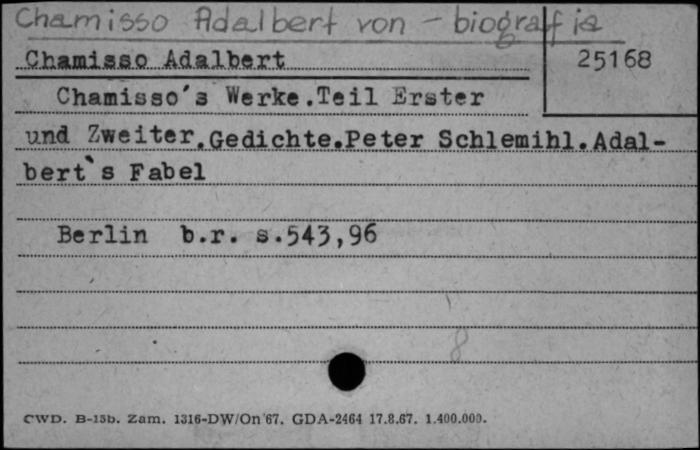 Chamisso Adalbert von - biografia
Chamisso Adalbert
25168
Chamisso's Werke.Teil Erster
und Zweiter.Gedichte.Peter Schlemihl.Adal-
bert`s Fabel
Berlin b.r. s.543,96
8
CWD. B-15b. Zam. 1316-DW/On'67. GDA-2464 17.8.67. 1.400.000.